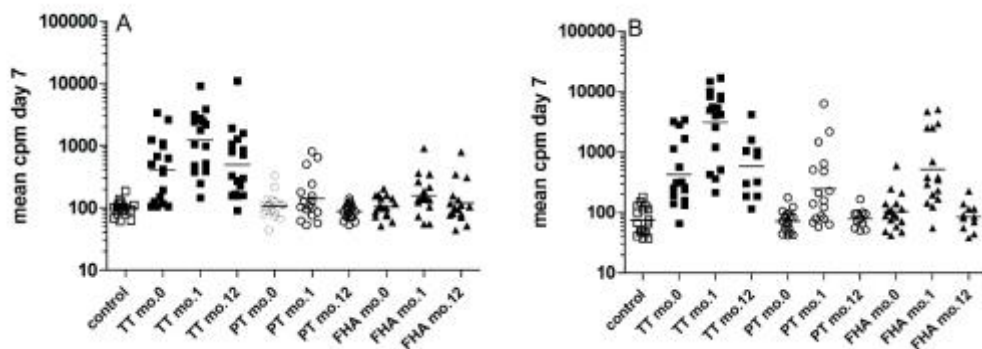 A
mean cpm day 7
100000
10000
1000
100
10
control
TT mo.0
TT mo.1
TT mo.12
PT mo.0
PT mo.1
PT mo.12
FHA mo.0
FHA mo.1
FHA mo.12
B
mean cpm day 7
100000
10000
1000
100
10
control
TT mo.0
TT mo.1
TT mo.12
PT mo.0
PT mo.1
PT mo.12
FHA mo.0
FHA mo.1
FHA mo.12